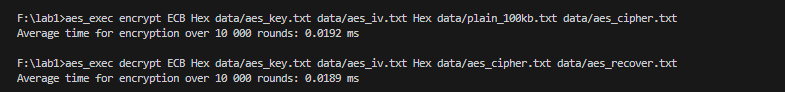 F:\lab1>aes_exec encrypt ECB Hex data/aes_key.txt data/aes_iv.txt Hex data/plain_100kb.txt data/aes_cipher.txt
Average time for encryption over 10 000 rounds: 0.0192 ms
F:\lab1>aes_exec decrypt ECB Hex data/aes_key.txt data/aes_iv.txt Hex data/aes_cipher.txt data/aes_recover.txt
Average time for encryption over 10 000 rounds: 0.0189 ms